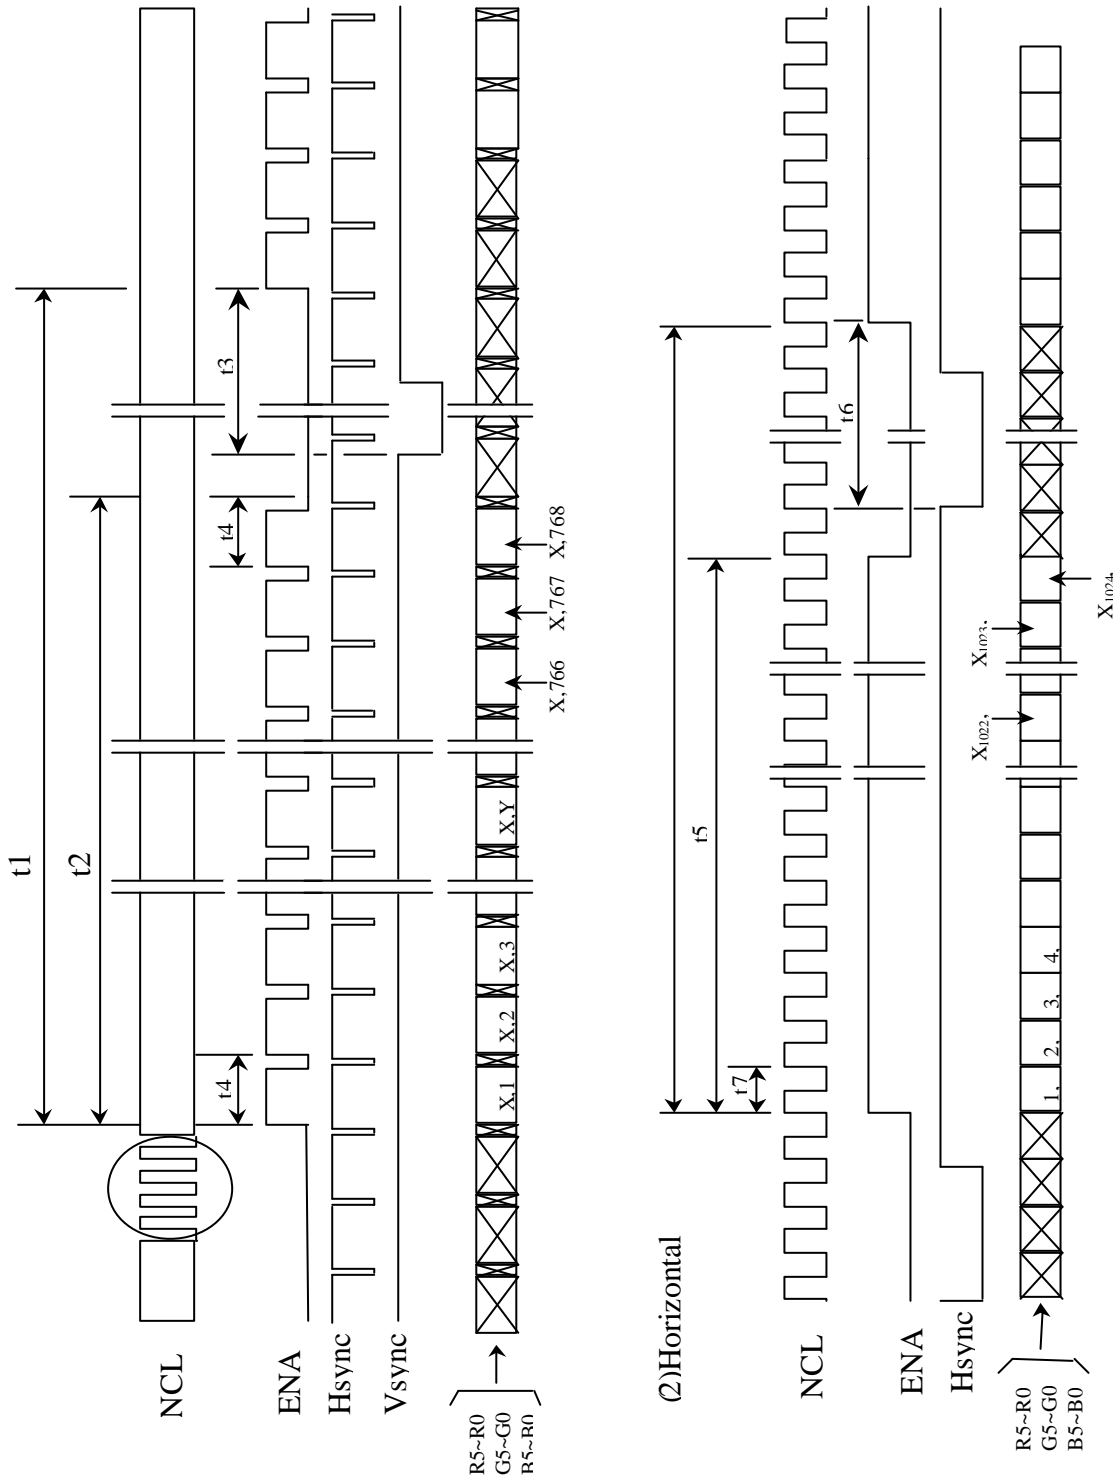 t1
t2
t3
t4
t4
NCL
ENA
Hsync
Vsync
R5~R0
G5~G0
B5~B0
X,1
X,2
X,3
X,Y
X,766
X,767
X,768
(2)Horizontal
t5
t6
t7
NCL
ENA
Hsync
R5~R0
G5~G0
B5~B0
1,
2,
3,
4,
X1022,
X1023,
X1024,